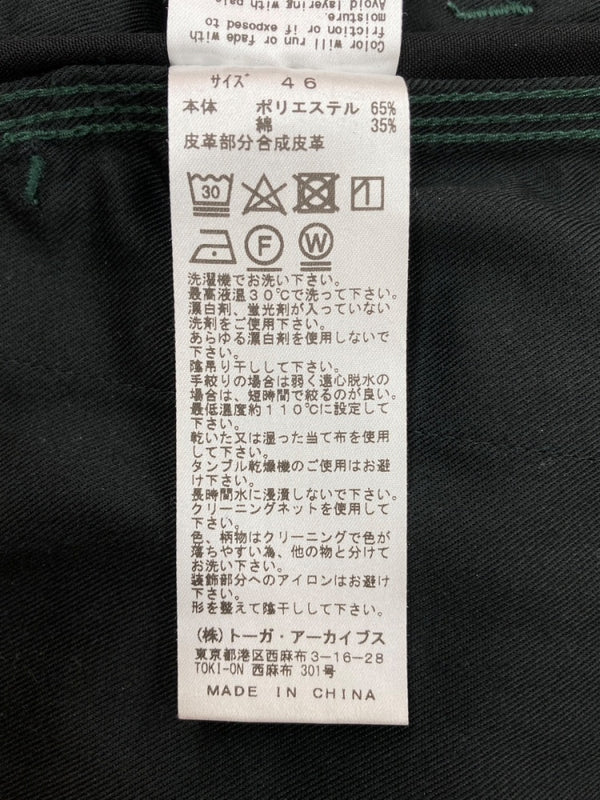 Color will run or fade with
friction or if exposed to
moisture.
Avoid layering with pale
サイズ 46
本体 ポリエステル 65%
綿 35%
皮革部分合成皮革
30
F W
洗濯機でお洗い下さい。
最高液温30℃で洗って下さい。
漂白剤、蛍光剤が入っていない
洗剤をご使用下さい。
あらゆる漂白剤を使用しないで
下さい。
陰吊り干しして下さい。
手絞りの場合は弱く遠心脱水の
場合は、短時間で絞るのが良い。
最低温度約110℃に設定して
下さい。
乾いた又は湿った当て布を使用
して下さい。
タンブル乾燥機のご使用はお避
け下さい。
長時間水に浸漬しないで下さい。
クリーニングネットを使用して
下さい。
色、柄物はクリーニングで色が
落ちやすい為、他の物と分けて
お洗い下さい。
装飾部分へのアイロンはお避け
下さい。
形を整えて陰干しして下さい。
(株)トーガ・アーカイブス
東京都港区西麻布3-16-28
TOKI-ON 西麻布 301号
MADE IN CHINA